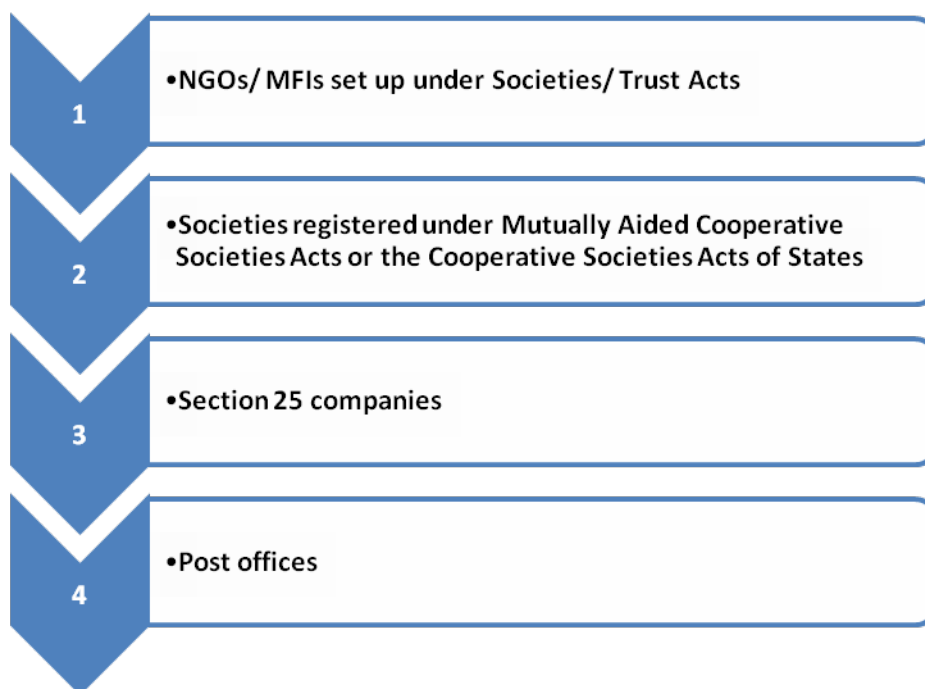 1
•NGOs/ MFIs set up under Societies/ Trust Acts
2
•Societies registered under Mutually Aided Cooperative
Societies Acts or the Cooperative Societies Acts of States
3
•Section 25 companies
4
•Post offices